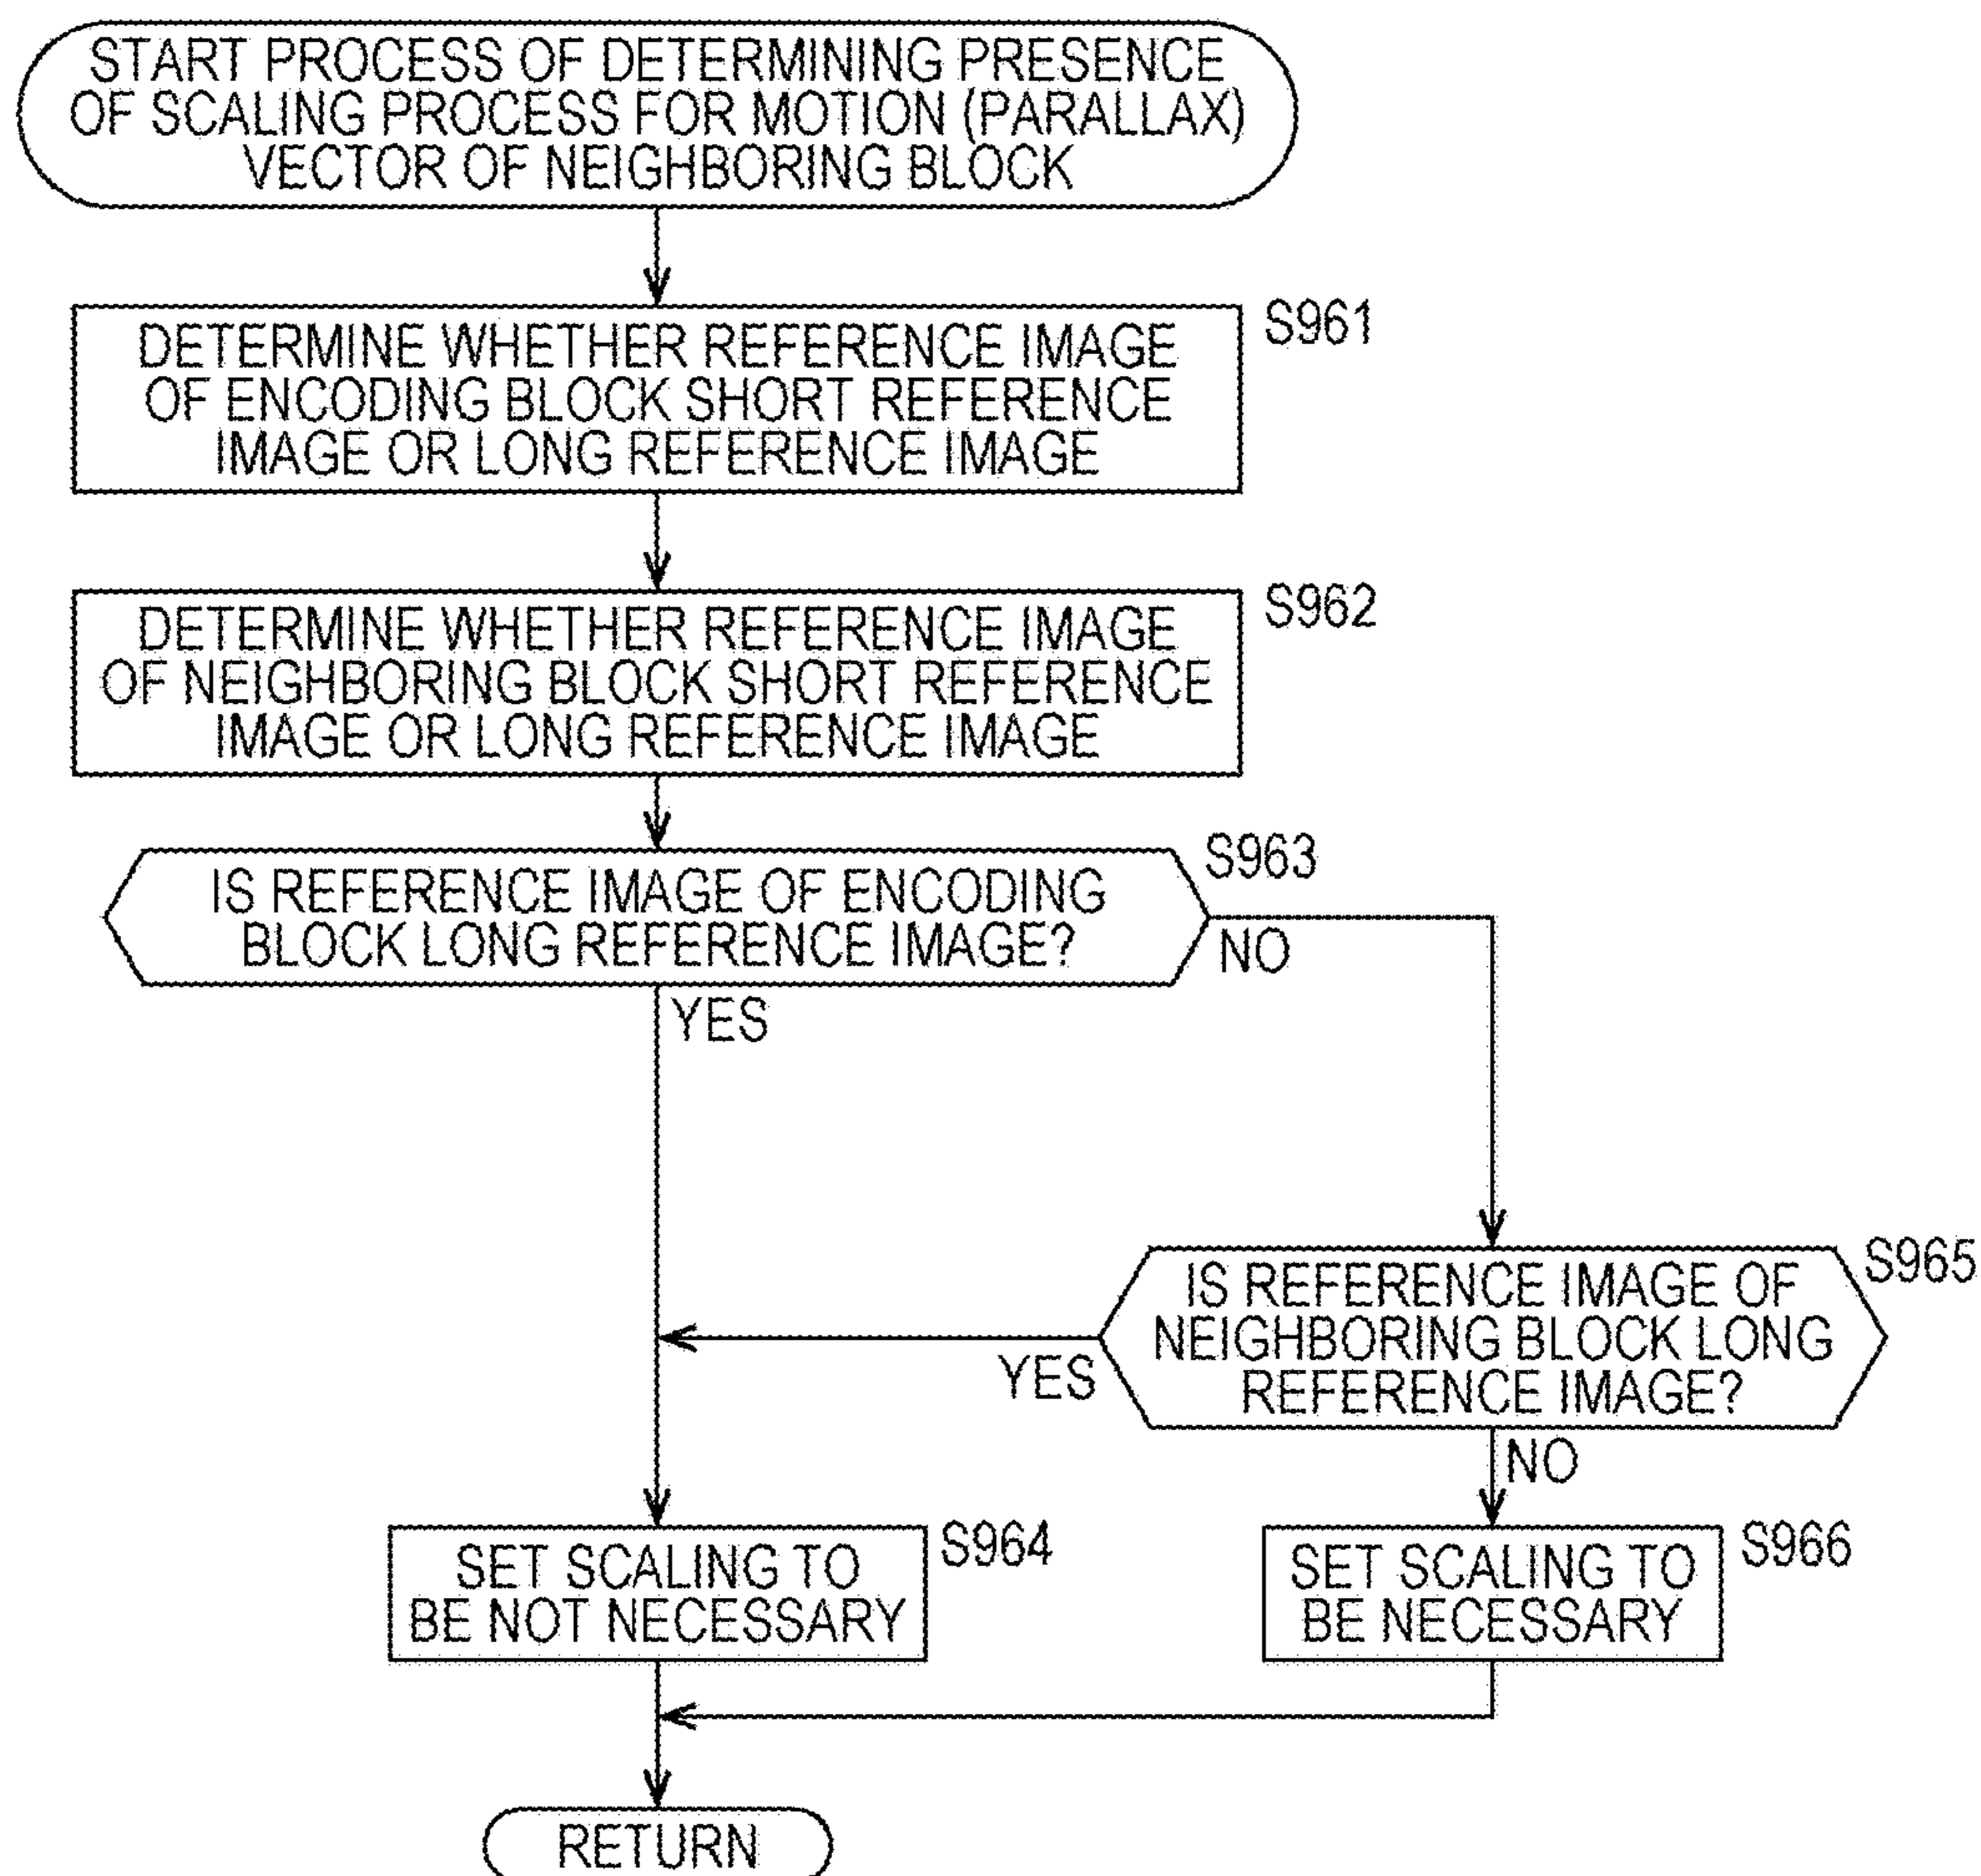 START PROCESS OF DETERMINING PRESENCE
OF SCALING PROCESS FOR MOTION (PARALLAX)
VECTOR OF NEIGHBORING BLOCK
S961
DETERMINE WHETHER REFERENCE IMAGE
OF ENCODING BLOCK SHORT REFERENCE
IMAGE OR LONG REFERENCE IMAGE
S962
DETERMINE WHETHER REFERENCE IMAGE
OF NEIGHBORING BLOCK SHORT REFERENCE
IMAGE OR LONG REFERENCE IMAGE
S963
IS REFERENCE IMAGE OF ENCODING
BLOCK LONG REFERENCE IMAGE?
NO
YES
S965
IS REFERENCE IMAGE OF
NEIGHBORING BLOCK LONG
REFERENCE IMAGE?
YES
NO
S964
SET SCALING TO
BE NOT NECESSARY
S966
SET SCALING TO
BE NECESSARY
RETURN